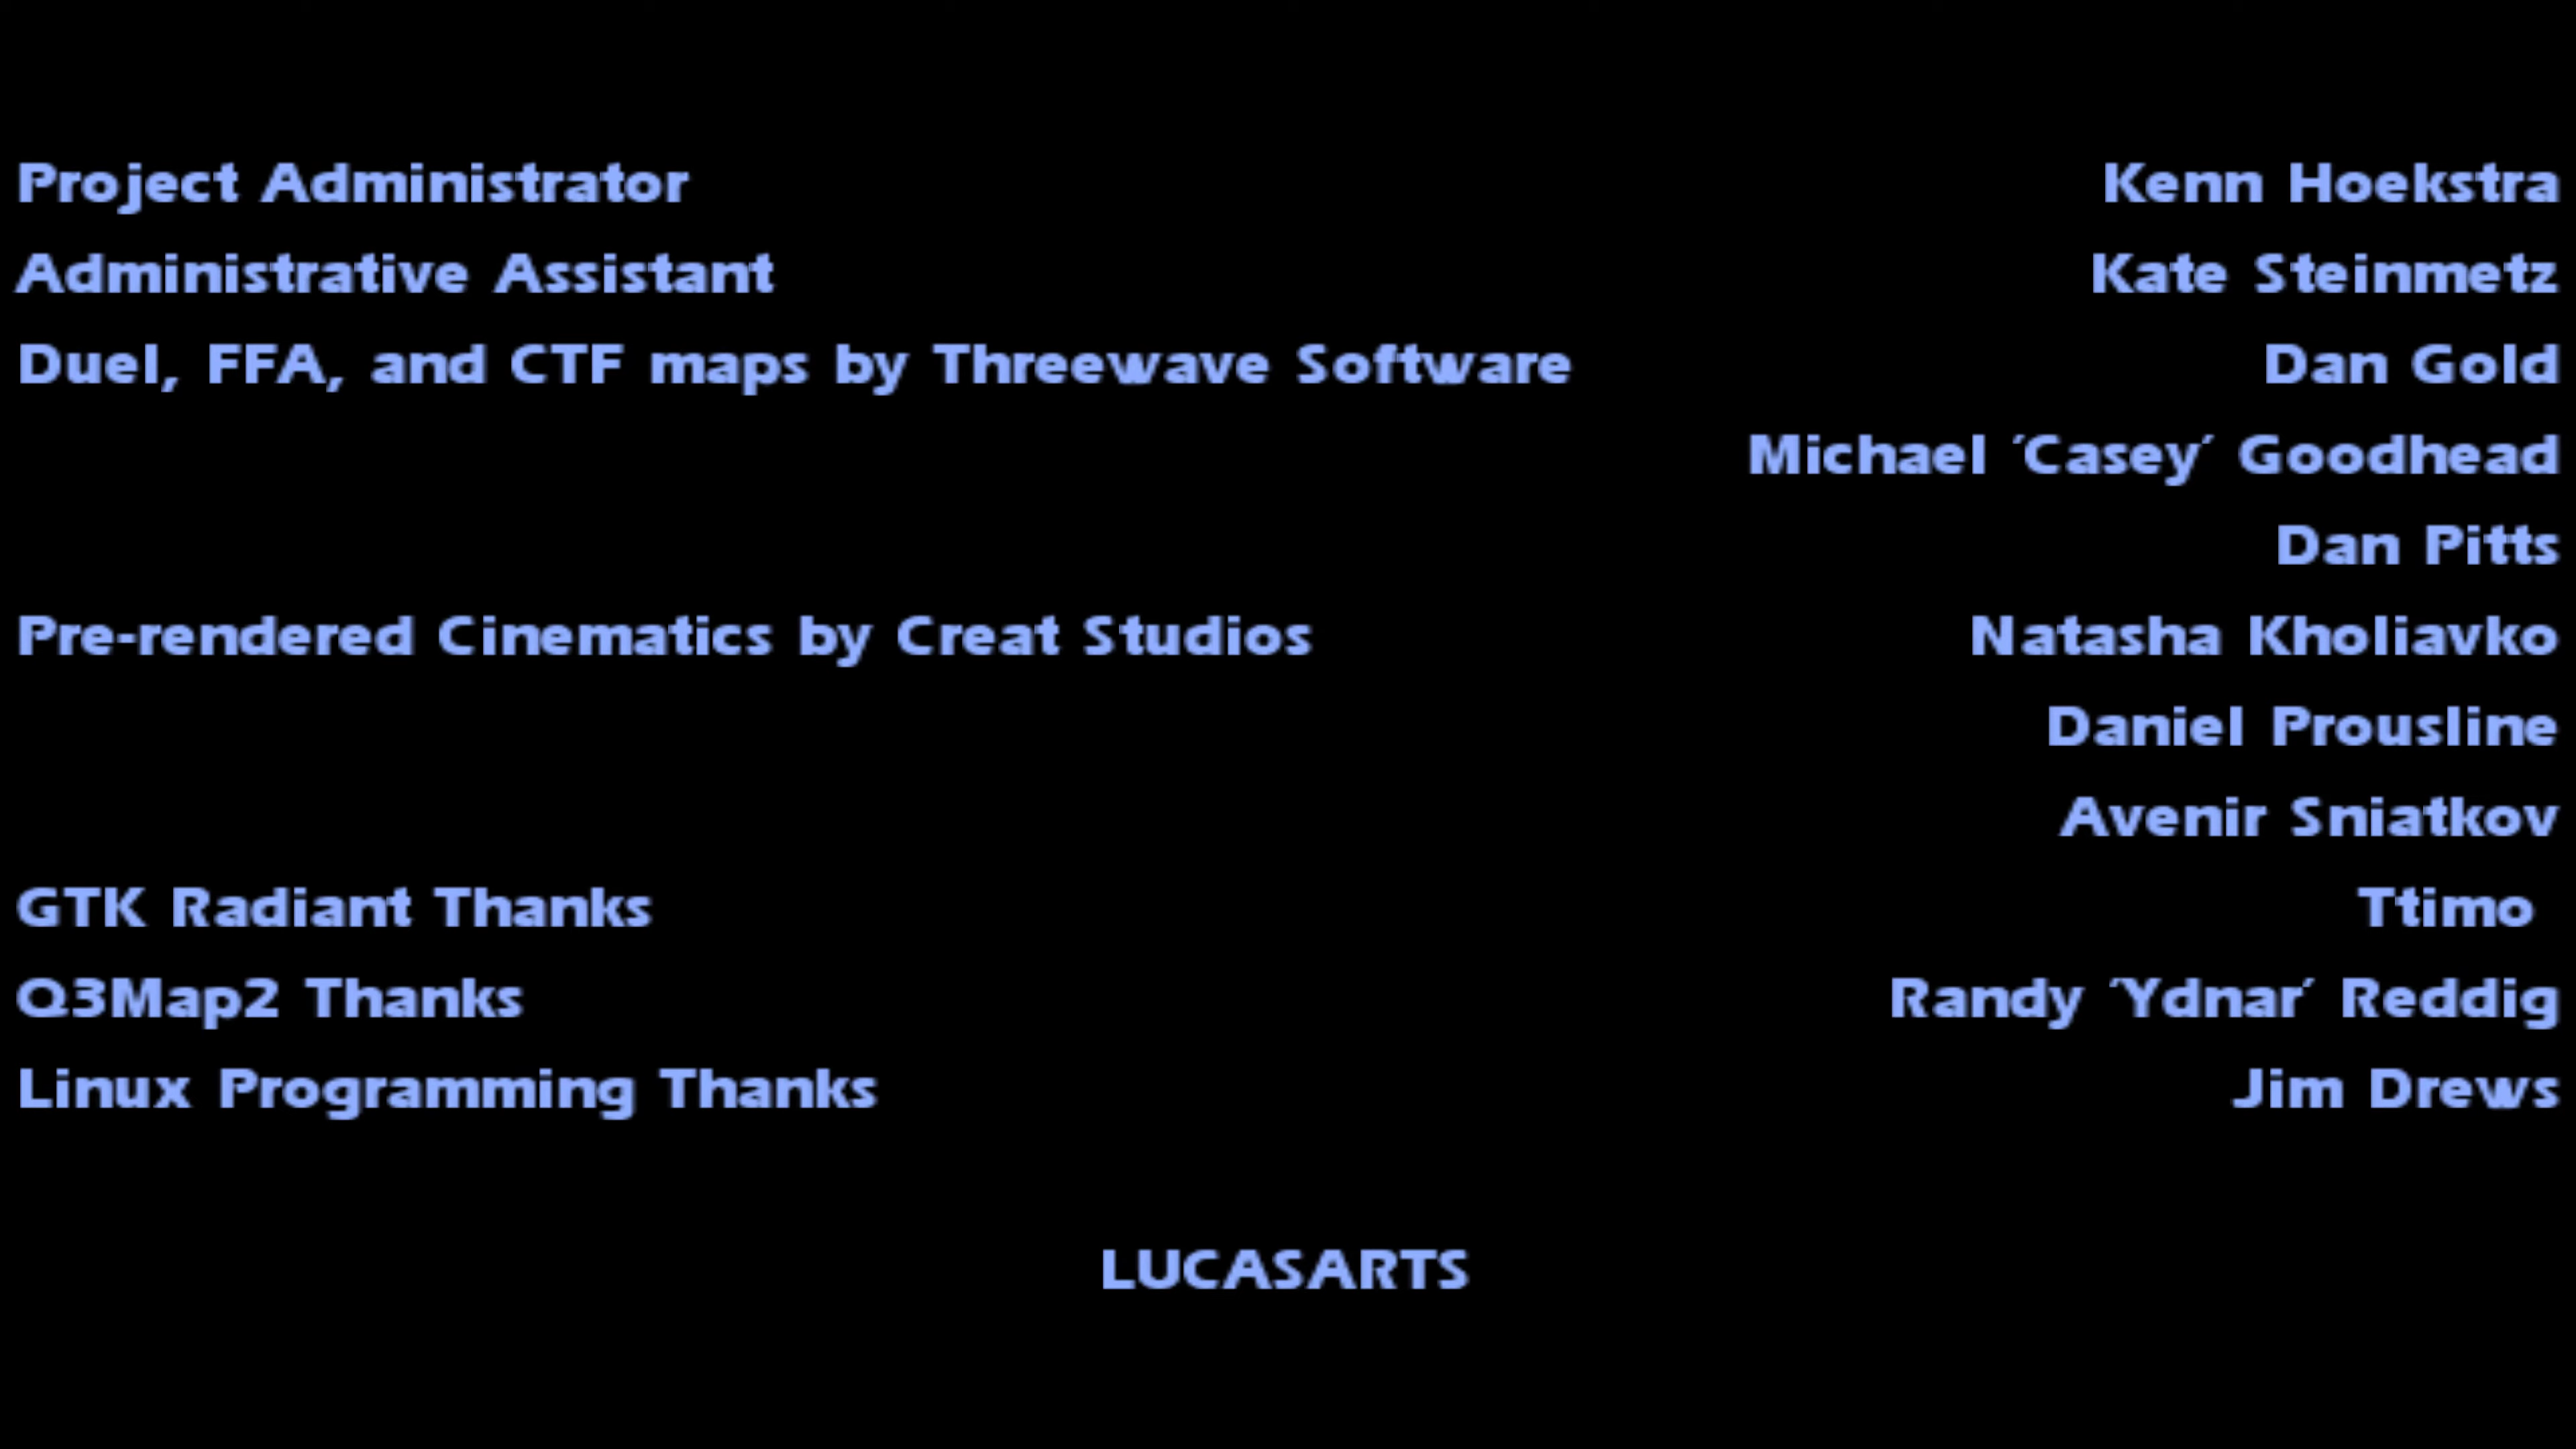 Project Administrator Kenn Hoekstra
Administrative Assistant Kate Steinmetz
Duel, FFA, and CTF maps by Threewave Software Dan Gold
Michael 'Casey' Goodhead
Dan Pitts
Pre-rendered Cinematics by Creat Studios Natasha Kholiavko
Daniel Prousline
Avenir Sniatkov
GTK Radiant Thanks Ttimo
Q3Map2 Thanks Randy 'Ydnar' Reddig
Linux Programming Thanks Jim Drews
LUCASARTS